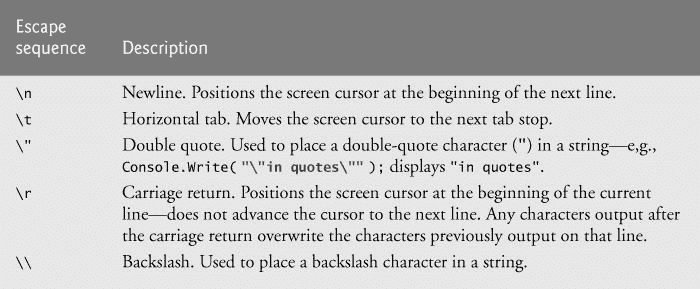 Escape
sequence Description
\n Newline. Positions the screen cursor at the beginning of the next line.
\t Horizontal tab. Moves the screen cursor to the next tab stop.
\" Double quote. Used to place a double-quote character (") in a string—e,g.,
Console.Write( "\"in quotes\"" ); displays "in quotes".
\r Carriage return. Positions the screen cursor at the beginning of the current
line—does not advance the cursor to the next line. Any characters output after
the carriage return overwrite the characters previously output on that line.
\\ Backslash. Used to place a backslash character in a string.